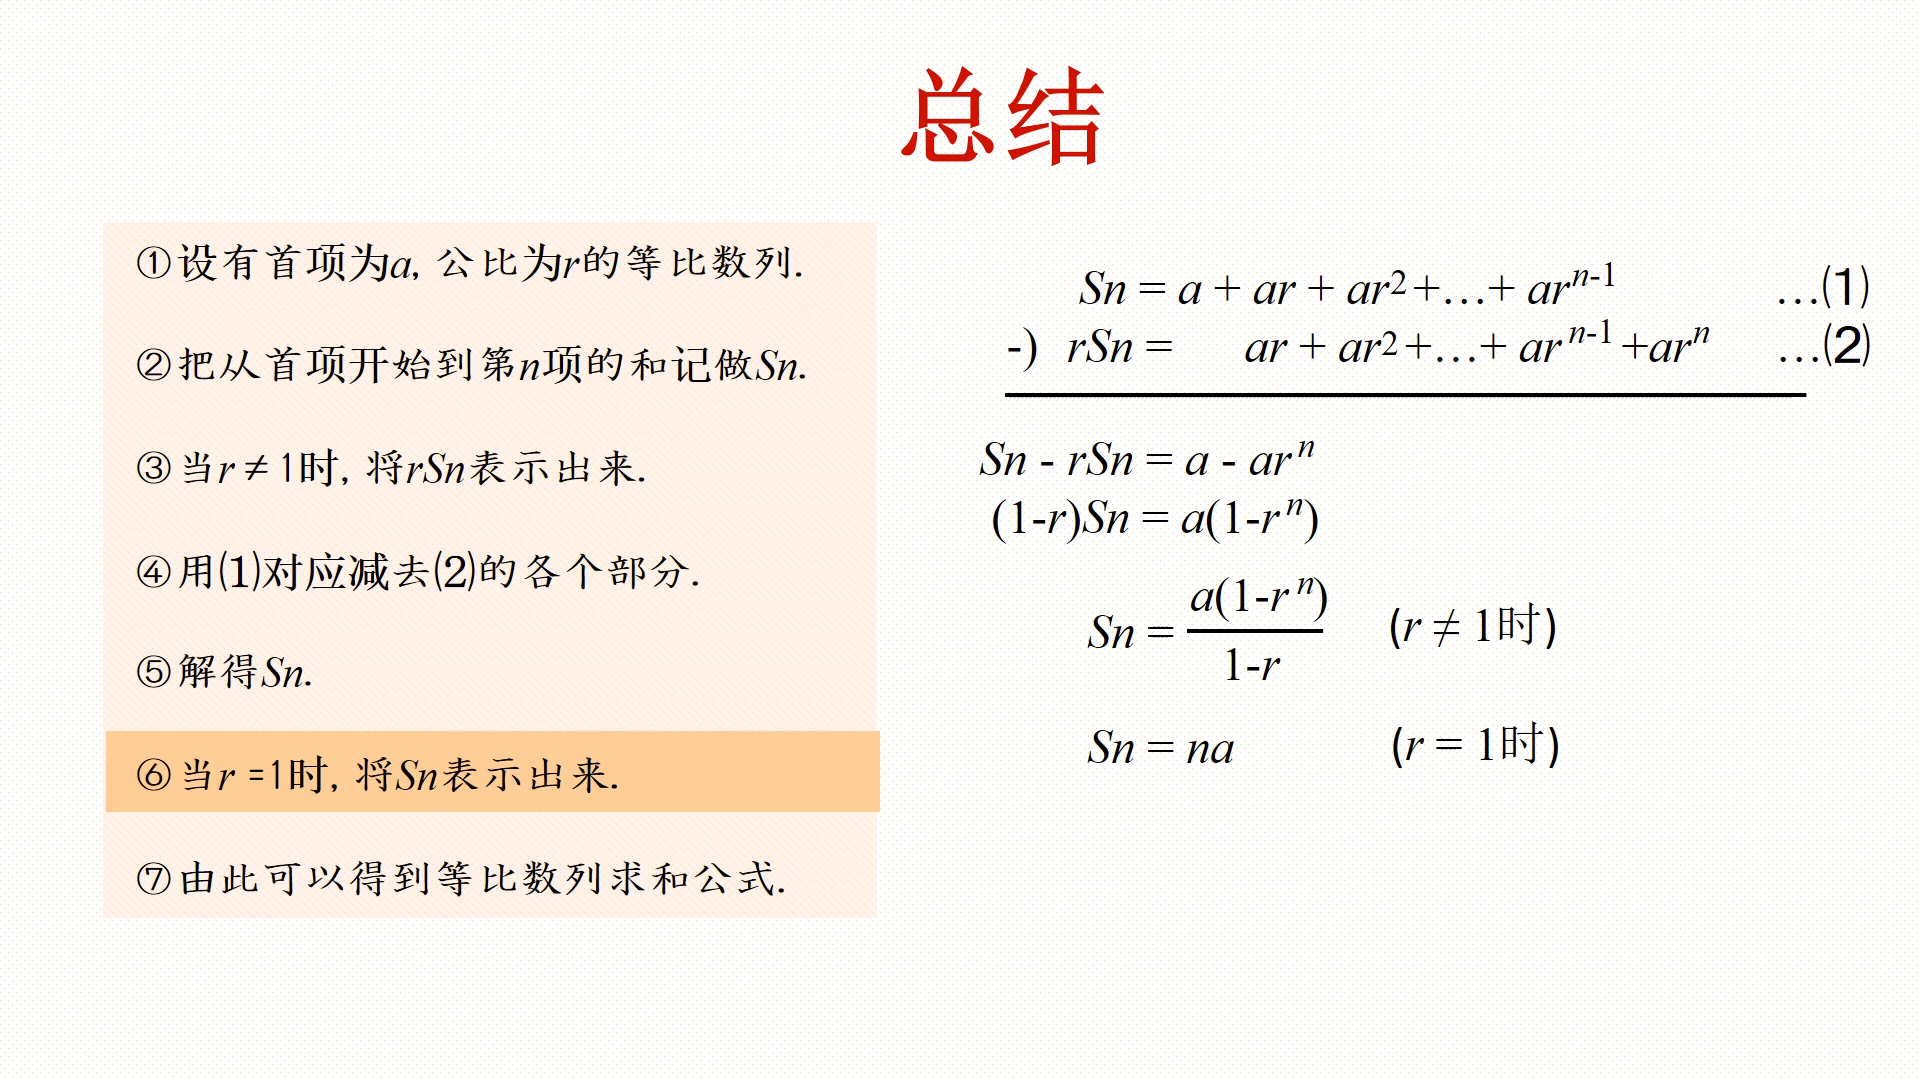 总结
①设有首项为a, 公比为r的等比数列.
②把从首项开始到第n项的和记做Sn.
③当r ≠ 1时, 将rSn表示出来.
④用(1)对应减去(2)的各个部分.
⑤解得Sn.
⑥当r =1时, 将Sn表示出来.
⑦由此可以得到等比数列求和公式.
Sn = a + ar + ar² +…+ arⁿ⁻¹ …(1)
-) rSn = ar + ar² +…+ arⁿ⁻¹ +arⁿ …(2)
Sn - rSn = a - arⁿ
(1-r)Sn = a(1-rⁿ)
a(1-rⁿ)
Sn = (r ≠ 1时)
1-r
Sn = na (r = 1时)